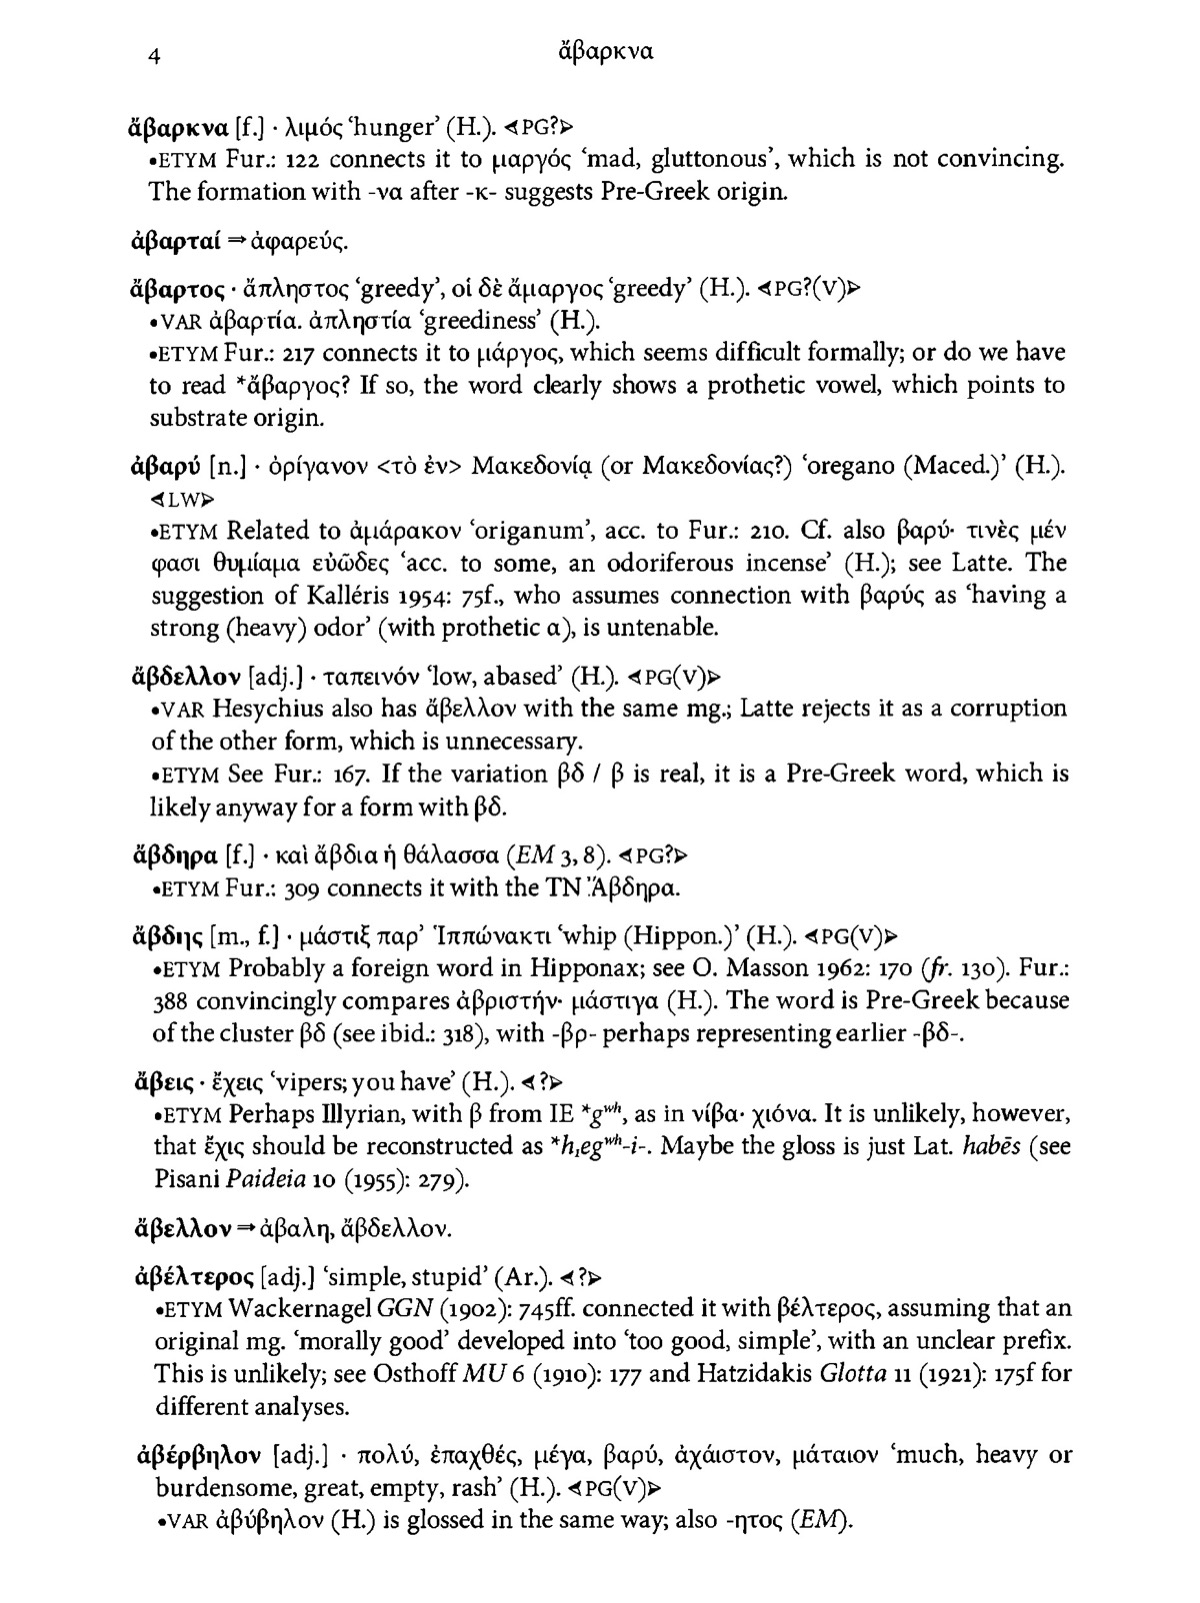 4 ἄβαρκνα
ἄβαρκνα [f.] · λιμός ‘hunger’ (H.). ⊲PG?⊳
•ETYM Fur.: 122 connects it to μαργός ‘mad, gluttonous’, which is not convincing.
The formation with -να after -κ- suggests Pre-Greek origin.
ἀβαρταί ⇒ ἀφαρεύς.
ἄβαρτος · ἄπληστος ‘greedy’, οἱ δὲ ἄμαργος ‘greedy’ (H.). ⊲PG?(V)⊳
•VAR ἀβαρτία. ἀπληστία ‘greediness’ (H.).
•ETYM Fur.: 217 connects it to μάργος, which seems difficult formally; or do we have
to read *ἄβαργος? If so, the word clearly shows a prothetic vowel, which points to
substrate origin.
ἀβαρύ [n.] · ὀρίγανον <τὸ ἐν> Μακεδονίᾳ (or Μακεδονίας?) ‘oregano (Maced.)’ (H.).
⊲LW⊳
•ETYM Related to ἀμάρακον ‘origanum’, acc. to Fur.: 210. Cf. also βαρύ· τινὲς μέν
φασι θυμίαμα εὐῶδες ‘acc. to some, an odoriferous incense’ (H.); see Latte. The
suggestion of Kalléris 1954: 75f., who assumes connection with βαρύς as ‘having a
strong (heavy) odor’ (with prothetic α), is untenable.
ἄβδελλον [adj.] · ταπεινόν ‘low, abased’ (H.). ⊲PG(V)⊳
•VAR Hesychius also has ἄβελλον with the same mg.; Latte rejects it as a corruption
of the other form, which is unnecessary.
•ETYM See Fur.: 167. If the variation βδ / β is real, it is a Pre-Greek word, which is
likely anyway for a form with βδ.
ἄβδηρα [f.] · καὶ ἄβδια ἡ θάλασσα (EM 3, 8). ⊲PG?⊳
•ETYM Fur.: 309 connects it with the TN Ἄβδηρα.
ἄβδης [m., f.] · μάστιξ παρ’ Ἱππώνακτι ‘whip (Hippon.)’ (H.). ⊲PG(V)⊳
•ETYM Probably a foreign word in Hipponax; see O. Masson 1962: 170 (fr. 130). Fur.:
388 convincingly compares ἀβριστήν· μάστιγα (H.). The word is Pre-Greek because
of the cluster βδ (see ibid.: 318), with -βρ- perhaps representing earlier -βδ-.
ἄβεις · ἔχεις ‘vipers; you have’ (H.). ⊲?⊳
•ETYM Perhaps Illyrian, with β from IE *gʷʰ, as in νίβα· χιόνα. It is unlikely, however,
that ἔχις should be reconstructed as *h₁egʷʰ-i-. Maybe the gloss is just Lat. habēs (see
Pisani Paideia 10 (1955): 279).
ἄβελλον ⇒ ἀβαλη, ἄβδελλον.
ἀβέλτερος [adj.] ‘simple, stupid’ (Ar.). ⊲?⊳
•ETYM Wackernagel GGN (1902): 745ff. connected it with βέλτερος, assuming that an
original mg. ‘morally good’ developed into ‘too good, simple’, with an unclear prefix.
This is unlikely; see Osthoff MU 6 (1910): 177 and Hatzidakis Glotta 11 (1921): 175f for
different analyses.
ἀβέρβηλον [adj.] · πολύ, ἐπαχθές, μέγα, βαρύ, ἀχάιστον, μάταιον ‘much, heavy or
burdensome, great, empty, rash’ (H.). ⊲PG(V)⊳
•VAR ἀβύβηλον (H.) is glossed in the same way; also -ητος (EM).